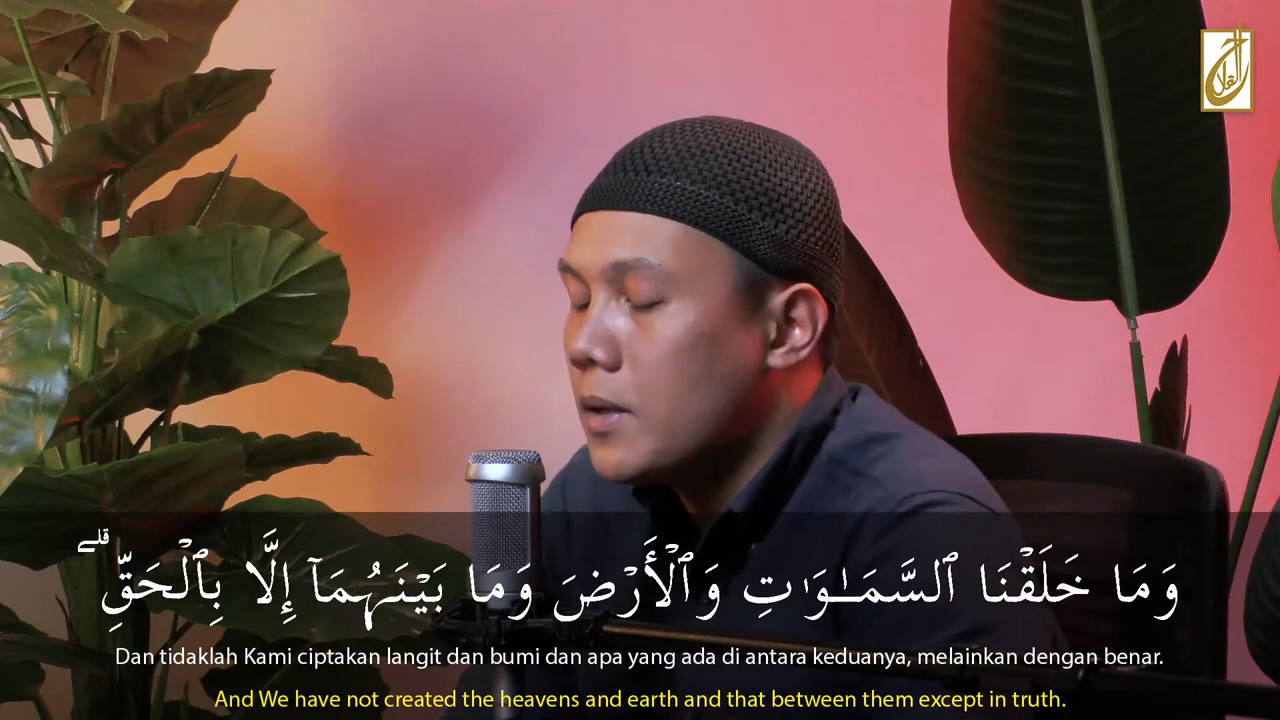 وَمَا خَلَقْنَا ٱلسَّمَـٰوَٰتِ وَٱلْأَرْضَ وَمَا بَيْنَهُمَآ إِلَّا بِٱلْحَقِّ ۗ
Dan tidaklah Kami ciptakan langit dan bumi dan apa yang ada di antara keduanya, melainkan dengan benar.
And We have not created the heavens and earth and that between them except in truth.